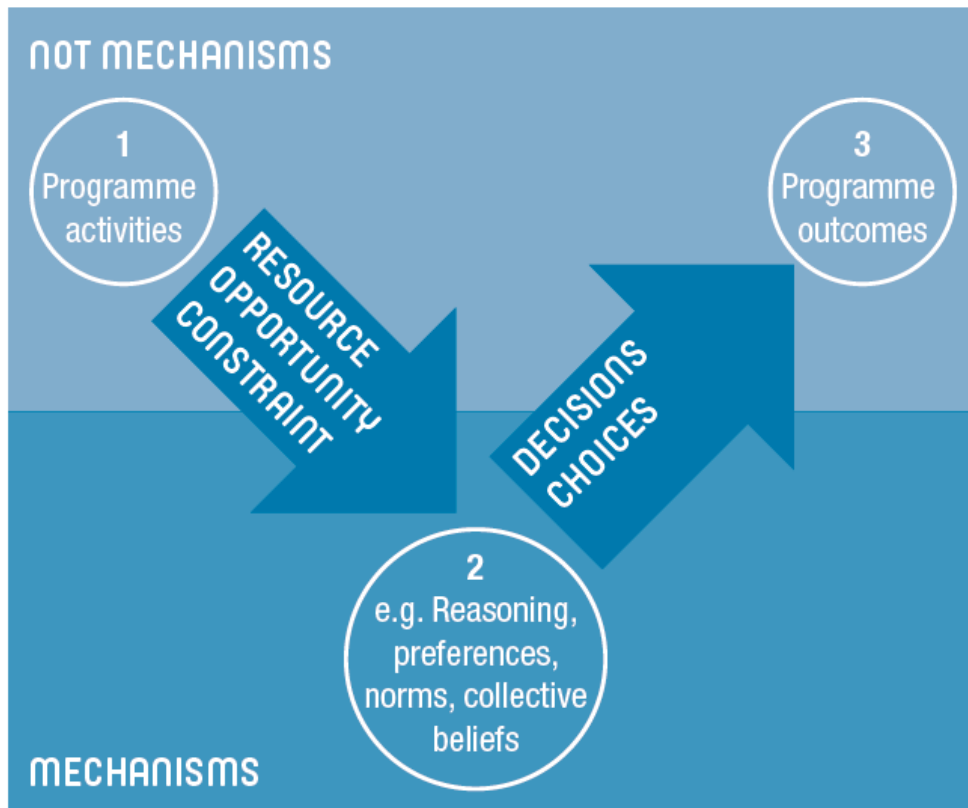 NOT MECHANISMS
1
Programme
activities
RESOURCE
OPPORTUNITY
CONSTRAINT
2
e.g. Reasoning,
preferences,
norms, collective
beliefs
DECISIONS
CHOICES
3
Programme
outcomes
MECHANISMS